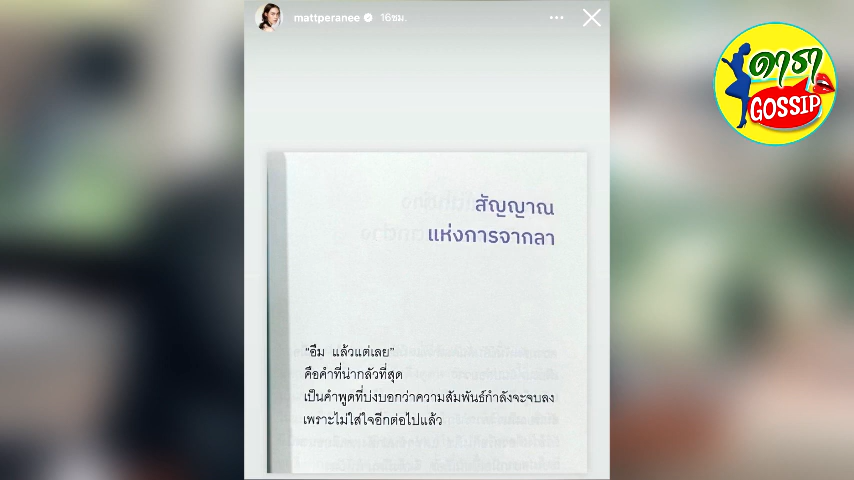 mattperanee 16ชม.
ดารา
GOSSIP
สัญญาณ
แห่งการจากลา
"อืม แล้วแต่เลย"
คือคำที่น่ากลัวที่สุด
เป็นคำพูดที่บ่งบอกว่าความสัมพันธ์กำลังจะจบลง
เพราะไม่ใส่ใจอีกต่อไปแล้ว